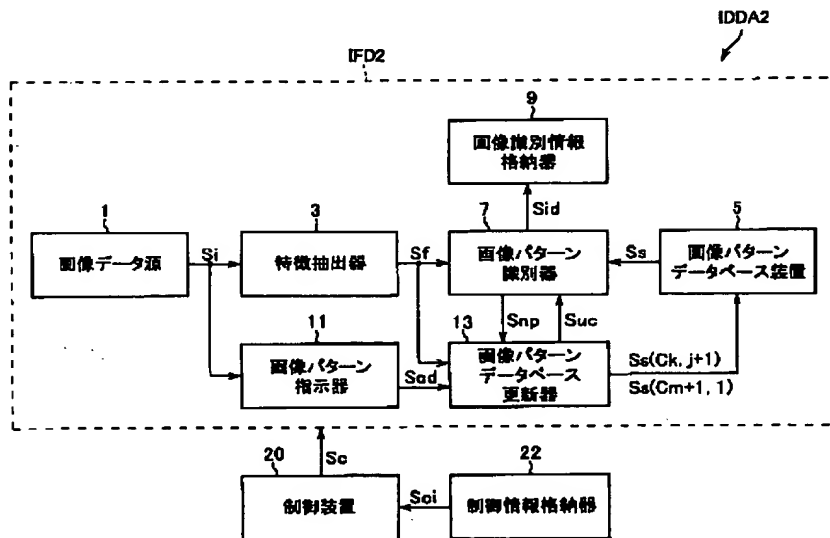 IDDA2
IFD2
9
画像識別情報
格納器
1
3
7
Sid
5
画像データ源
Si
特徴抽出器
Sf
画像パターン
識別器
Ss
画像パターン
データベース装置
11
Snp
Suc
13
画像パターン
指示器
Sad
画像パターン
データベース
更新器
Ss(Ck, j+1)
Ss(Cm+1, 1)
20
Sc
22
制御装置
Sci
制御情報格納器